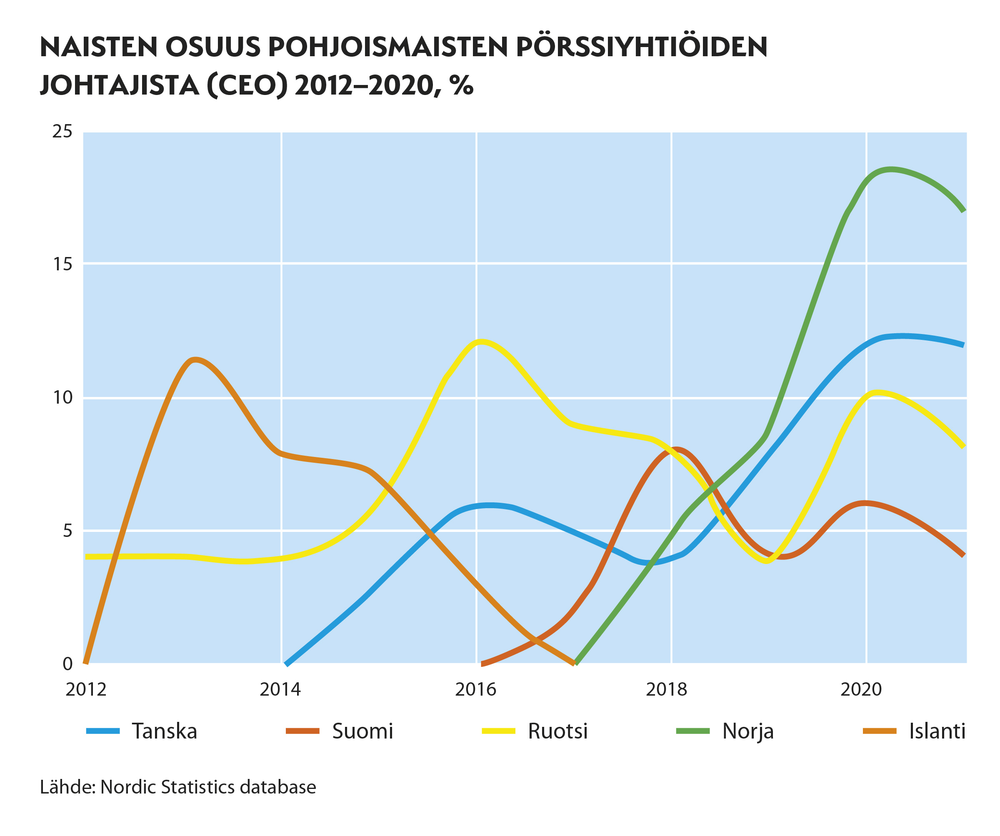 NAISTEN OSUUS POHJOISMAISTEN PÖRSSIYHTIÖIDEN
JOHTAJISTA (CEO) 2012–2020, %
25
15
10
5
0
2012 2014 2016 2018 2020
Tanska Suomi Ruotsi Norja Islanti
Lähde: Nordic Statistics database